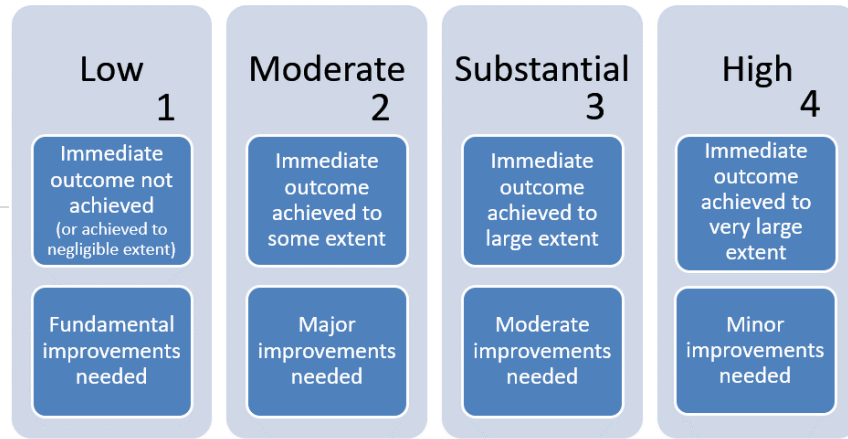 Low
1
Immediate
outcome not
achieved
(or achieved to
negligible extent)
Fundamental
improvements
needed
Moderate
2
Immediate
outcome
achieved to
some extent
Major
improvements
needed
Substantial
3
Immediate
outcome
achieved to
large extent
Moderate
improvements
needed
High
4
Immediate
outcome
achieved to
very large
extent
Minor
improvements
needed